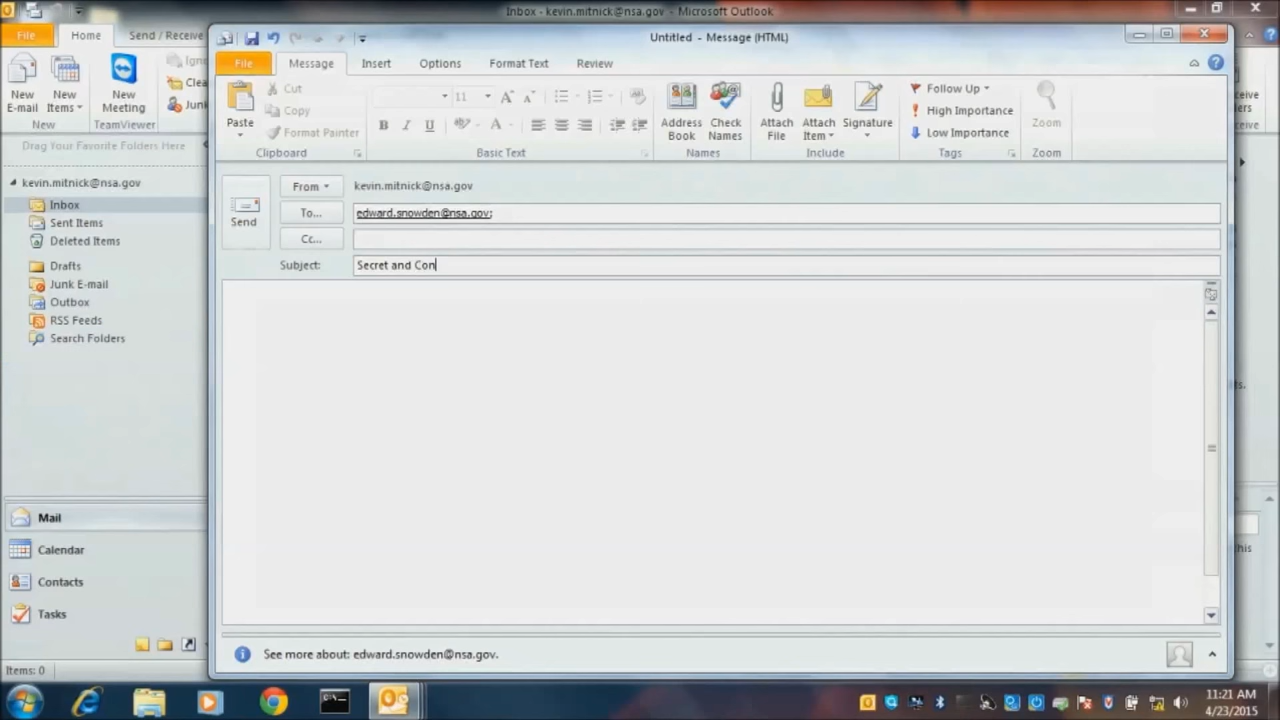 Inbox - kevin.mitnick@nsa.gov - Microsoft Outlook
File
Home
Send / Receive
Untitled - Message (HTML)
File
Message
Insert
Options
Format Text
Review
New E-mail
New Items
New Meeting
Clea
Junk
New
TeamViewer
Paste
Cut
Copy
Format Painter
Clipboard
11
B I U
A
Basic Text
Address Book
Check Names
Names
Attach File
Attach Item
Signature
Include
Follow Up
High Importance
Low Importance
Tags
Zoom
Zoom
Drag Your Favorite Folders Here
kevin.mitnick@nsa.gov
Inbox
Sent Items
Deleted Items
Drafts
Junk E-mail
Outbox
RSS Feeds
Search Folders
Send
From
kevin.mitnick@nsa.gov
To...
edward.snowden@nsa.gov;
Cc...
Subject:
Secret and Con
Mail
Calendar
Contacts
Tasks
See more about: edward.snowden@nsa.gov.
this
Items: 0
11:21 AM
4/23/2015